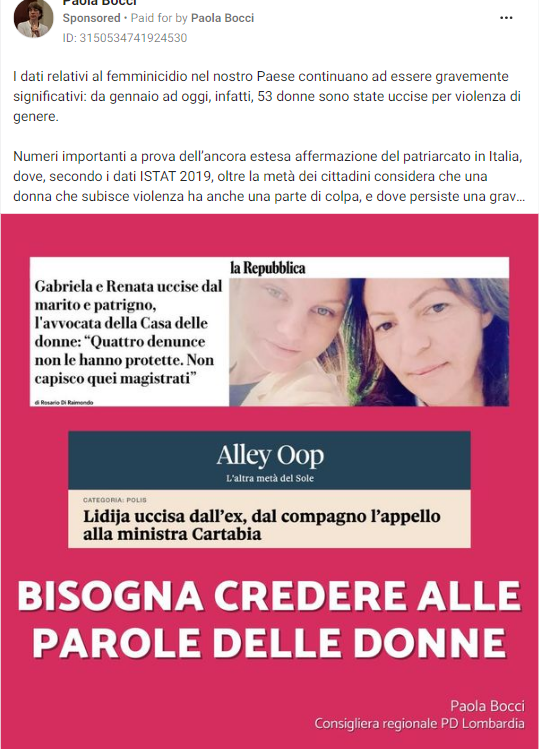 Paola Bocci
Sponsored • Paid for by Paola Bocci
ID: 3150534741924530
I dati relativi al femminicidio nel nostro Paese continuano ad essere gravemente
significativi: da gennaio ad oggi, infatti, 53 donne sono state uccise per violenza di
genere.
Numeri importanti a prova dell'ancora estesa affermazione del patriarcato in Italia,
dove, secondo i dati ISTAT 2019, oltre la metà dei cittadini considera che una
donna che subisce violenza ha anche una parte di colpa, e dove persiste una grav...
la Repubblica
Gabriela e Renata uccise dal
marito e patrigno,
l'avvocata della Casa delle
donne: “Quattro denunce
non le hanno protette. Non
capisco quei magistrati”
di Rosario Di Raimondo
Alley Oop
L'altra metà del Sole
CATEGORIA: POLIS
Lidija uccisa dall'ex, dal compagno l'appello
alla ministra Cartabia
BISOGNA CREDERE ALLE
PAROLE DELLE DONNE
Paola Bocci
Consigliera regionale PD Lombardia